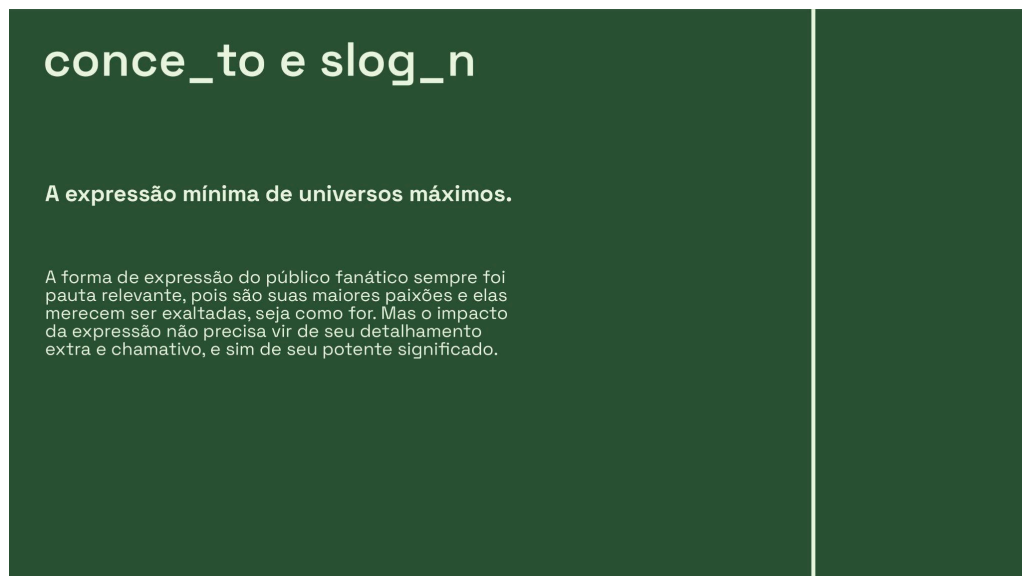 conce_to e slog_n
A expressão mínima de universos máximos.
A forma de expressão do público fanático sempre foi
pauta relevante, pois são suas maiores paixões e elas
merecem ser exaltadas, seja como for. Mas o impacto
da expressão não precisa vir de seu detalhamento
extra e chamativo, e sim de seu potente significado.